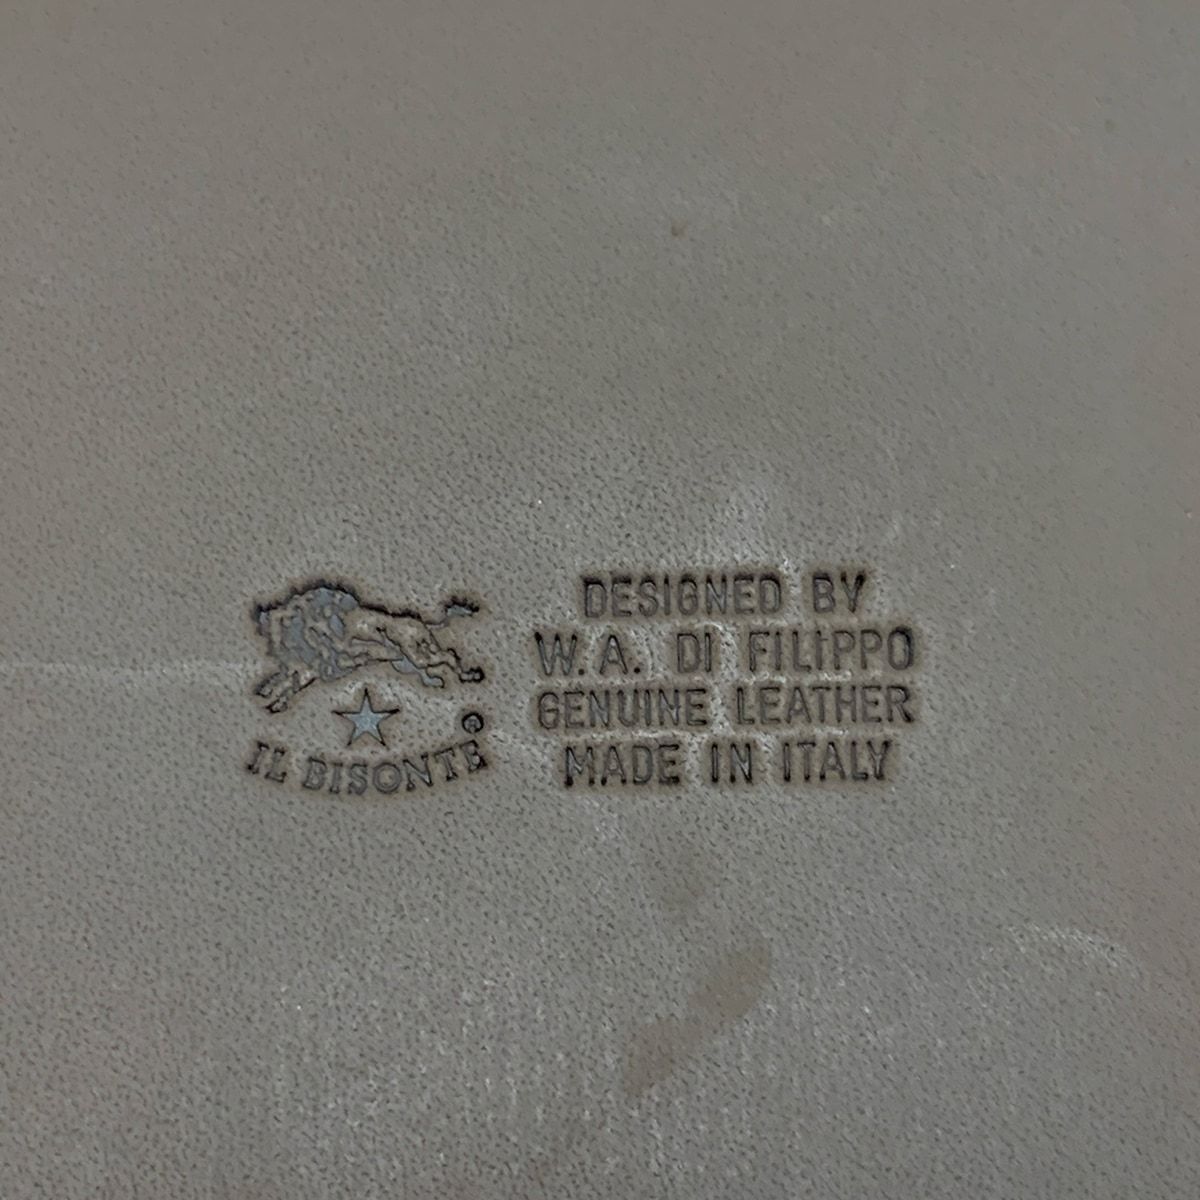 IL BISONTE®
DESIGNED BY
W. A. DI FILIPPO
GENUINE LEATHER
MADE IN ITALY